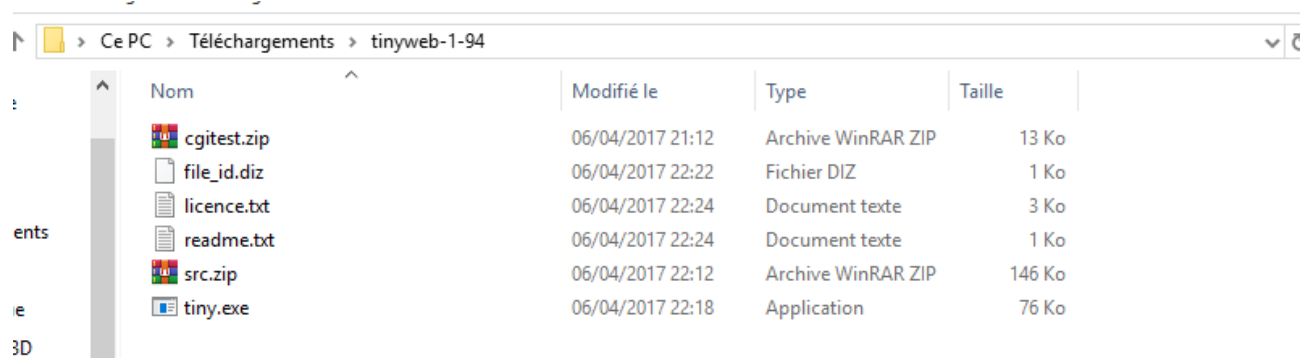 Ce PC > Téléchargements > tinyweb-1-94
Nom Modifié le Type Taille
cgitest.zip 06/04/2017 21:12 Archive WinRAR ZIP 13 Ko
file_id.diz 06/04/2017 22:22 Fichier DIZ 1 Ko
licence.txt 06/04/2017 22:24 Document texte 3 Ko
ents
readme.txt 06/04/2017 22:24 Document texte 1 Ko
src.zip 06/04/2017 22:12 Archive WinRAR ZIP 146 Ko
tiny.exe 06/04/2017 22:18 Application 76 Ko
3D